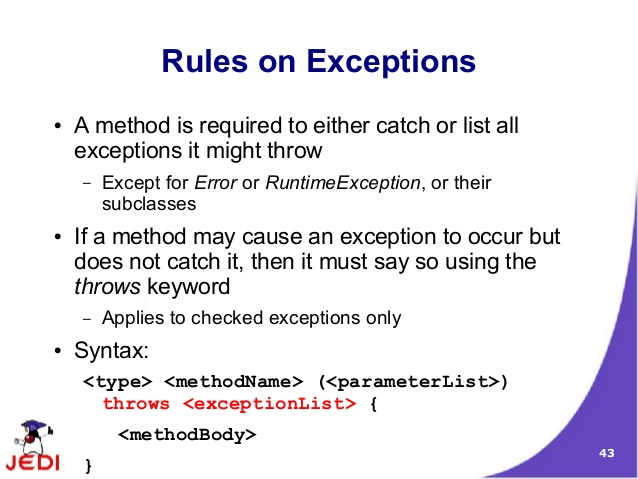 Rules on Exceptions
• A method is required to either catch or list all
exceptions it might throw
– Except for Error or RuntimeException, or their
subclasses
• If a method may cause an exception to occur but
does not catch it, then it must say so using the
throws keyword
– Applies to checked exceptions only
• Syntax:
<type> <methodName> (<parameterList>)
throws <exceptionList> {
<methodBody>
}
JEDI
43